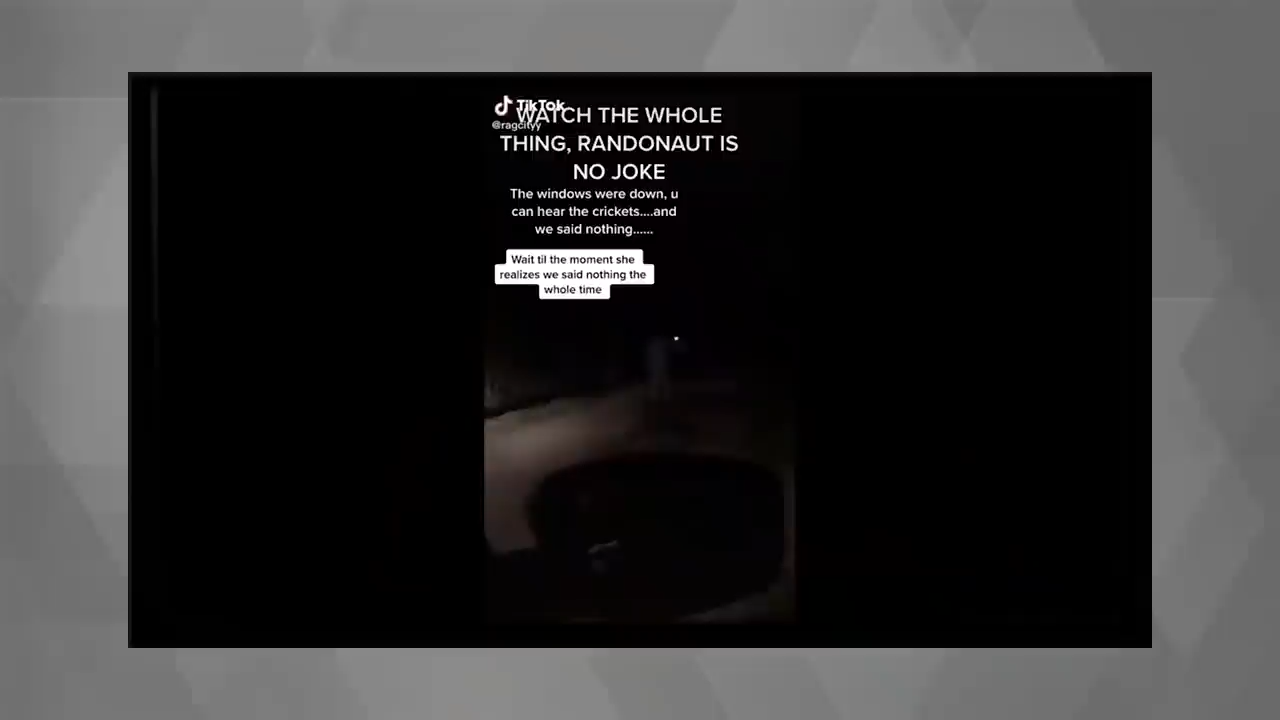 TikTok
@ragcityy
WATCH THE WHOLE
THING, RANDONAUT IS
NO JOKE
The windows were down, u
can hear the crickets....and
we said nothing......
Wait til the moment she
realizes we said nothing the
whole time